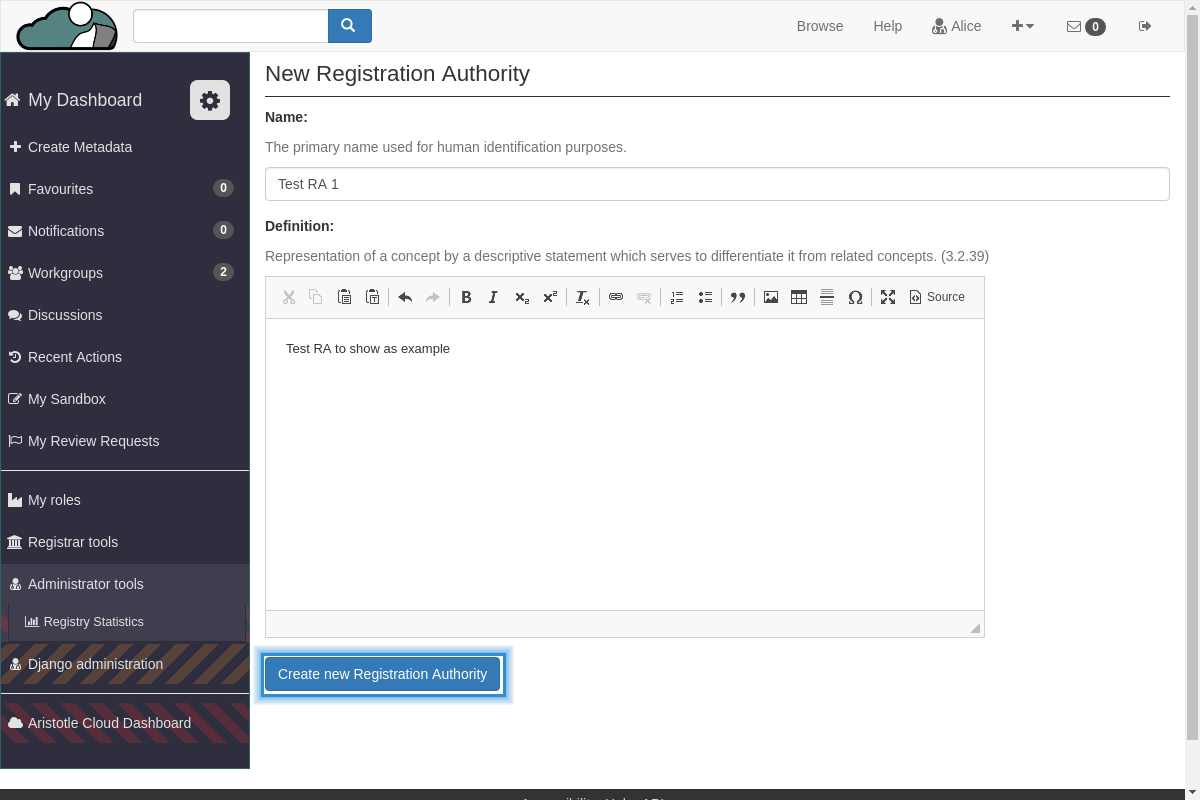 Browse
Help
Alice
0
My Dashboard
Create Metadata
Favourites 0
Notifications 0
Workgroups 2
Discussions
Recent Actions
My Sandbox
My Review Requests
My roles
Registrar tools
Administrator tools
Registry Statistics
Django administration
Aristotle Cloud Dashboard
New Registration Authority
Name:
The primary name used for human identification purposes.
Test RA 1
Definition:
Representation of a concept by a descriptive statement which serves to differentiate it from related concepts. (3.2.39)
Source
Test RA to show as example
Create new Registration Authority